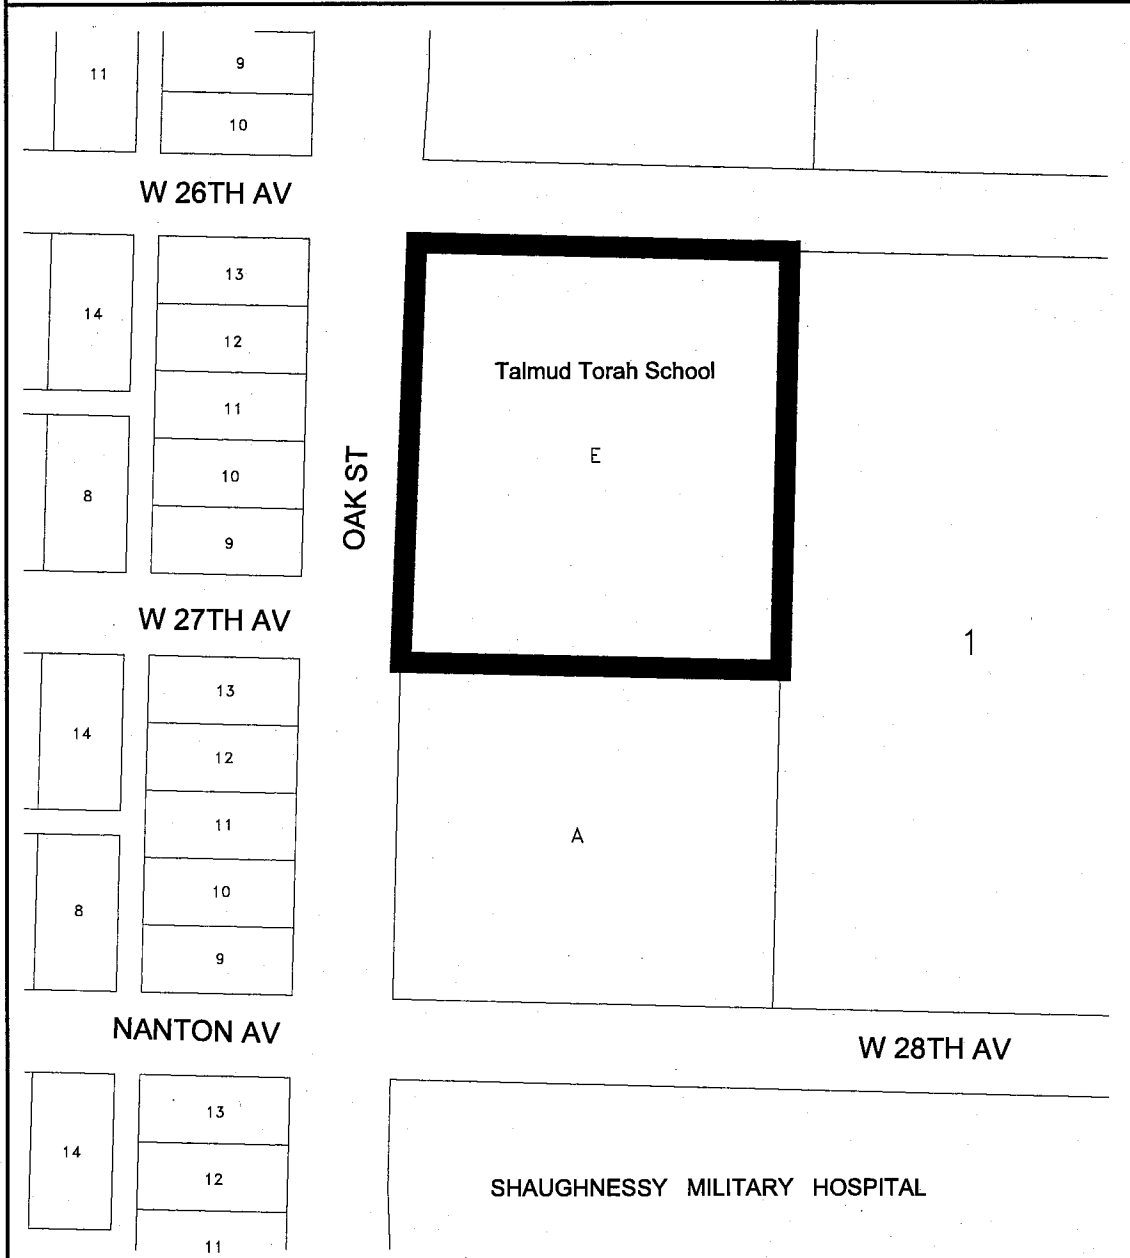 11
9
10
W 26TH AV
13
14
12
Talmud Torah School
11
E
10
8
OAK ST
9
W 27TH AV
1
13
14
12
11
A
10
8
9
NANTON AV
W 28TH AV
13
14
12
SHAUGHNESSY MILITARY HOSPITAL
11